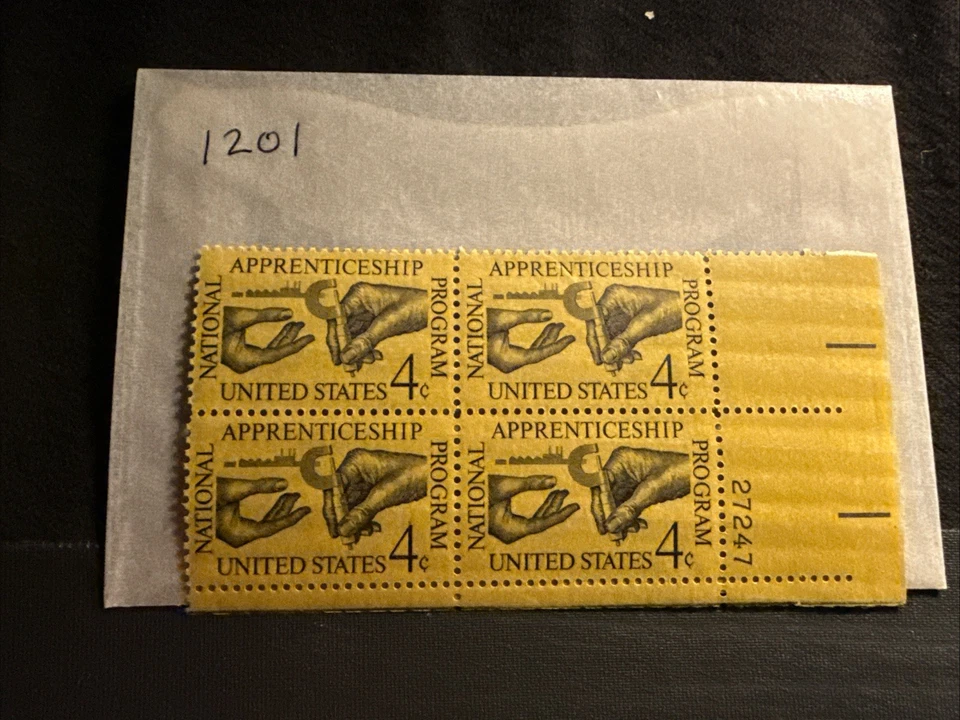 1201
APPRENTICESHIP
NATIONAL
PROGRAM
UNITED STATES 4¢
APPRENTICESHIP
NATIONAL
PROGRAM
UNITED STATES 4¢
APPRENTICESHIP
NATIONAL
PROGRAM
UNITED STATES 4¢
APPRENTICESHIP
NATIONAL
PROGRAM
UNITED STATES 4¢
27247